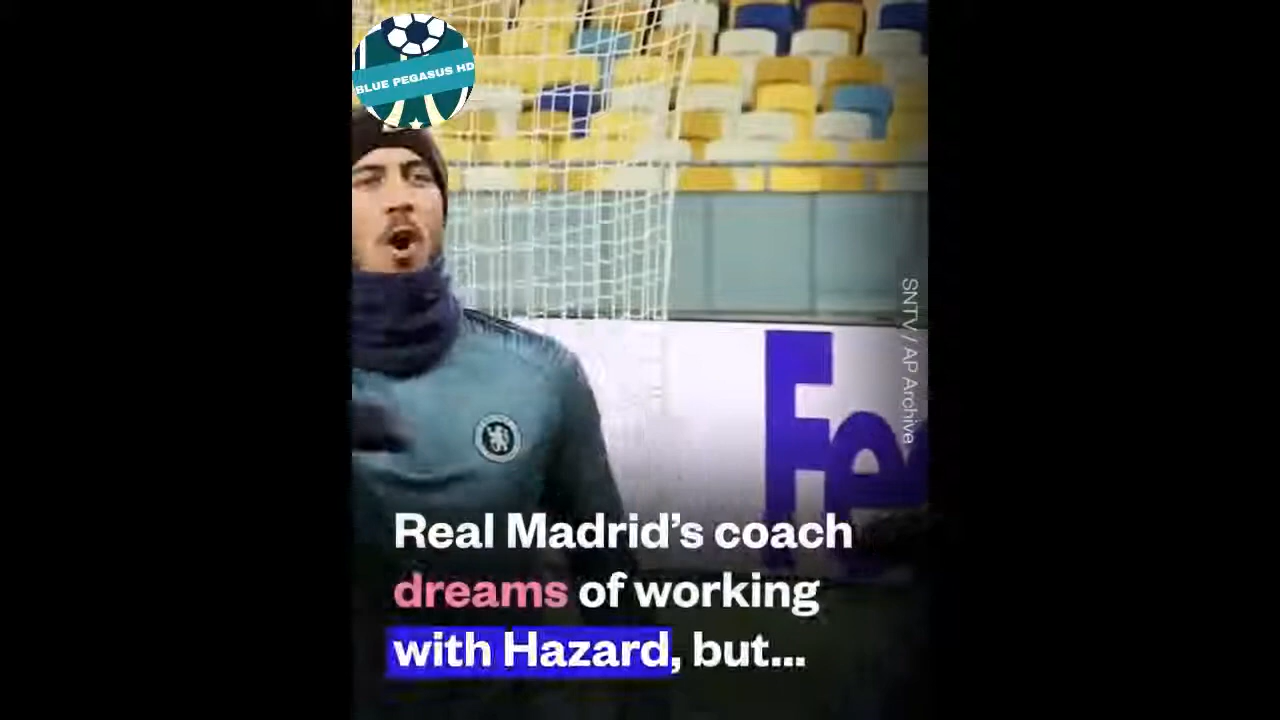 BLUE PEGASUS HD
SNTV / AP Archive
Real Madrid's coach
dreams of working
with Hazard, but...